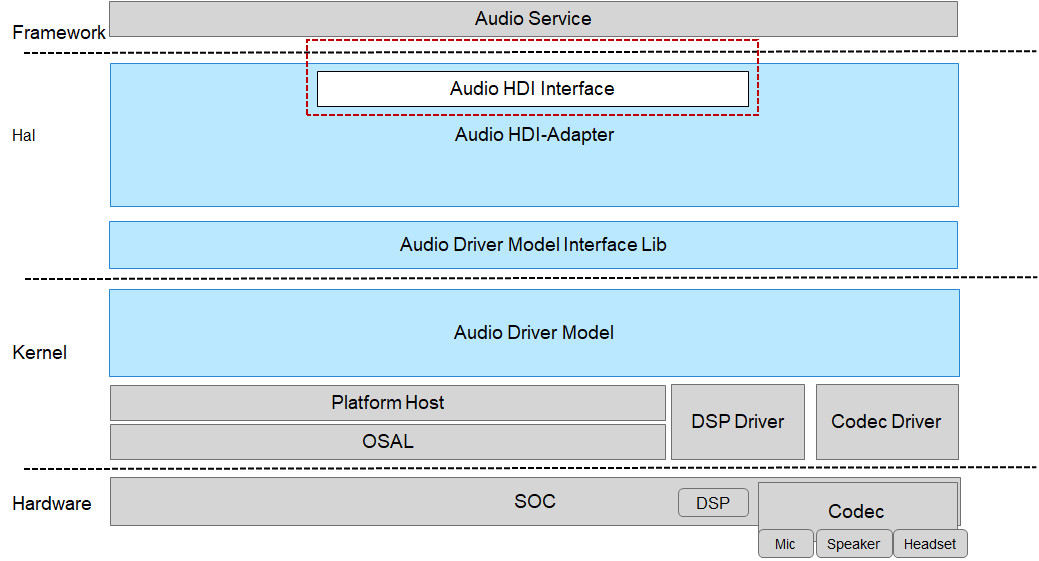 Audio Service
Framework
Audio HDI Interface
Hal
Audio HDI-Adapter
Audio Driver Model Interface Lib
Audio Driver Model
Kernel
Platform Host
DSP Driver
Codec Driver
OSAL
Hardware
SOC
DSP
Codec
Mic
Speaker
Headset